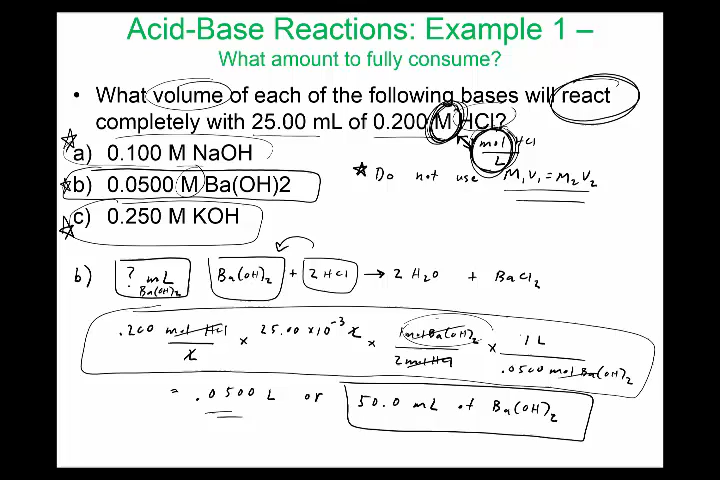 Acid-Base Reactions: Example 1 –
What amount to fully consume?
• What volume of each of the following bases will react
completely with 25.00 mL of 0.200 M HCl?
mol HCl
L
a) 0.100 M NaOH
* Do not use M₁V₁ = M₂V₂
b) 0.0500 M Ba(OH)2
c) 0.250 M KOH
b) ? mL Ba(OH)₂ Ba(OH)₂ + 2 HCl → 2 H₂O + BaCl₂
.200 mol HCl × 25.00 × 10⁻³ L × 1 mol Ba(OH)₂ × 1 L
L 2 mol HCl .0500 mol Ba(OH)₂
= .0500 L or 50.0 mL of Ba(OH)₂